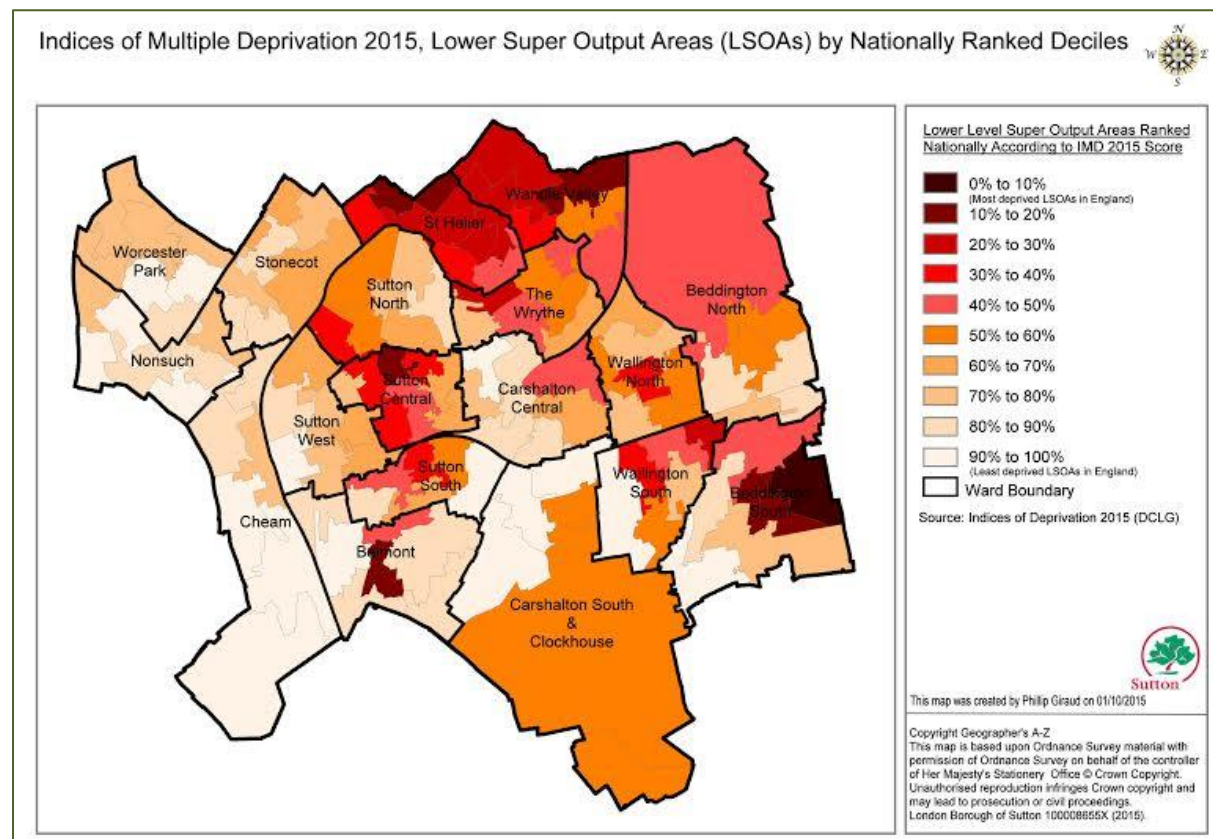 Indices of Multiple Deprivation 2015, Lower Super Output Areas (LSOAs) by Nationally Ranked Deciles
N
W
E
S
Worcester
Park
Stonecot
St Helier
Wandle Valley
Sutton
North
The
Wrythe
Beddington
North
Nonsuch
Wallington
North
Sutton
Central
Carshalton
Central
Sutton
West
Sutton
South
Wallington
South
Beddington
South
Cheam
Belmont
Carshalton South
&
Clockhouse
Lower Level Super Output Areas Ranked
Nationally According to IMD 2015 Score
0% to 10%
(Most deprived LSOAs in England)
10% to 20%
20% to 30%
30% to 40%
40% to 50%
50% to 60%
60% to 70%
70% to 80%
80% to 90%
90% to 100%
(Least deprived LSOAs in England)
Ward Boundary
Source: Indices of Deprivation 2015 (DCLG)
Sutton
This map was created by Phillip Giraud on 01/10/2015
Copyright Geographer's A-Z
This map is based upon Ordnance Survey material with
permission of Ordnance Survey on behalf of the controller
of Her Majesty's Stationery Office © Crown Copyright.
Unauthorised reproduction infringes Crown copyright and
may lead to prosecution or civil proceedings.
London Borough of Sutton 100008655X (2015).